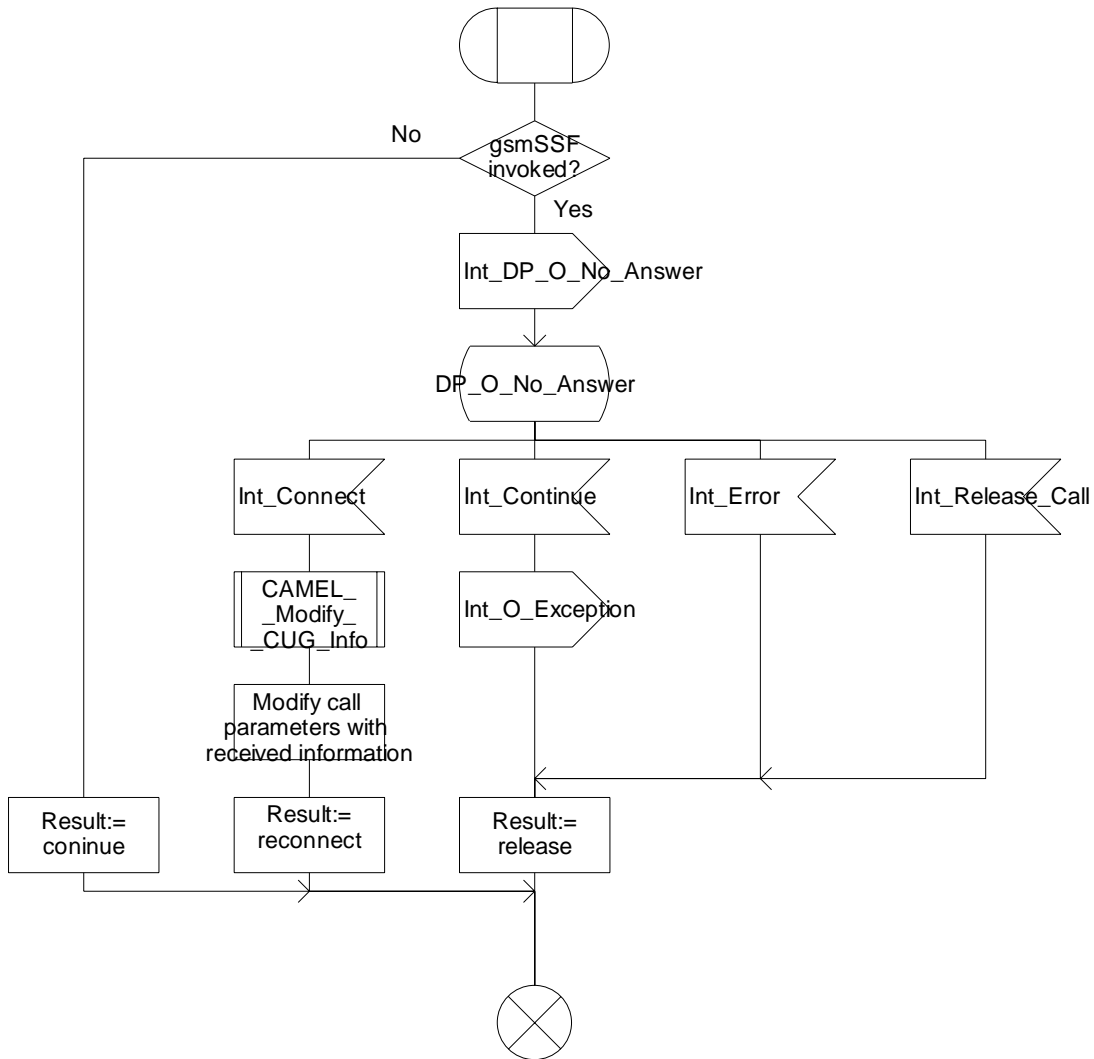 No
gsmSSF
invoked?
Yes
Int_DP_O_No_Answer
DP_O_No_Answer
Int_Connect
Int_Continue
Int_Error
Int_Release_Call
CAMEL_
_Modify_
_CUG_Info
Int_O_Exception
Modify call
parameters with
received information
Result:=
coninue
Result:=
reconnect
Result:=
release